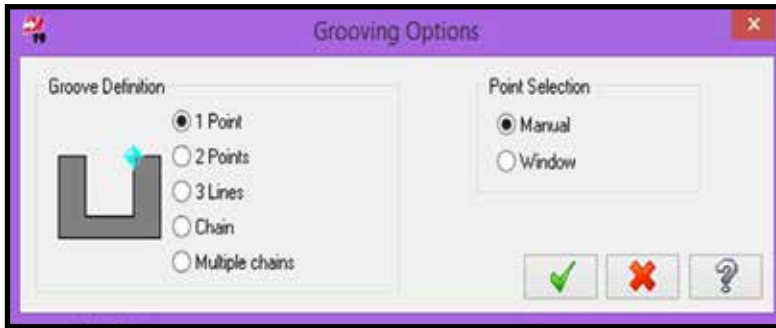 Grooving Options
Groove Definition
1 Point
2 Points
3 Lines
Chain
Multiple chains
Point Selection
Manual
Window